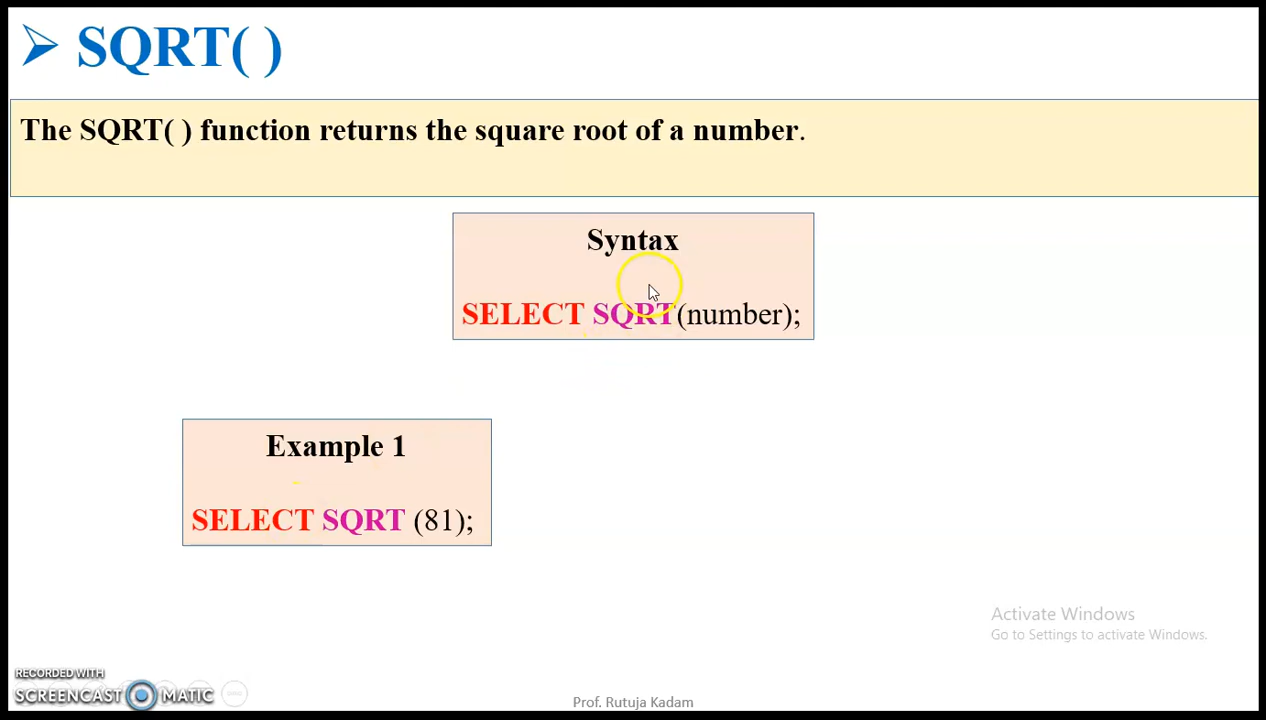 ➢ SQRT( )
The SQRT( ) function returns the square root of a number.
Syntax
SELECT SQRT(number);
Example 1
SELECT SQRT (81);
Activate Windows
Go to Settings to activate Windows.
RECORDED WITH
SCREENCAST MATIC
Prof. Rutuja Kadam